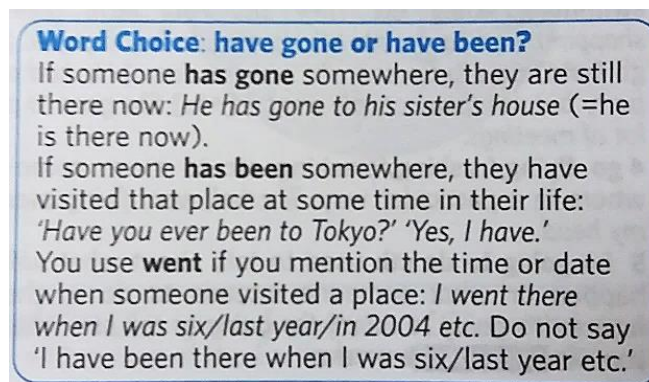 Word Choice: have gone or have been?
If someone has gone somewhere, they are still
there now: He has gone to his sister's house (=he
is there now).
If someone has been somewhere, they have
visited that place at some time in their life:
'Have you ever been to Tokyo?' 'Yes, I have.'
You use went if you mention the time or date
when someone visited a place: I went there
when I was six/last year/in 2004 etc. Do not say
'I have been there when I was six/last year etc.'